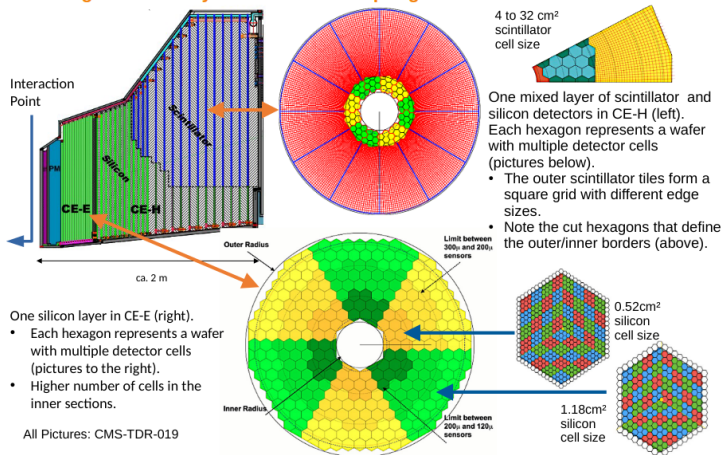 4 to 32 cm²
scintillator
cell size
Interaction
Point
Scintillator
Silicon
PM
CE-E
CE-H
ca. 2 m
One mixed layer of scintillator and
silicon detectors in CE-H (left).
Each hexagon represents a wafer
with multiple detector cells
(pictures below).
• The outer scintillator tiles form a
square grid with different edge
sizes.
• Note the cut hexagons that define
the outer/inner borders (above).
Outer Radius
Limit between
300µ and 200µ
sensors
One silicon layer in CE-E (right).
• Each hexagon represents a wafer
with multiple detector cells
(pictures to the right).
• Higher number of cells in the
inner sections.
All Pictures: CMS-TDR-019
Inner Radius
Limit between
200µ and 120µ
sensors
0.52cm²
silicon
cell size
1.18cm²
silicon
cell size